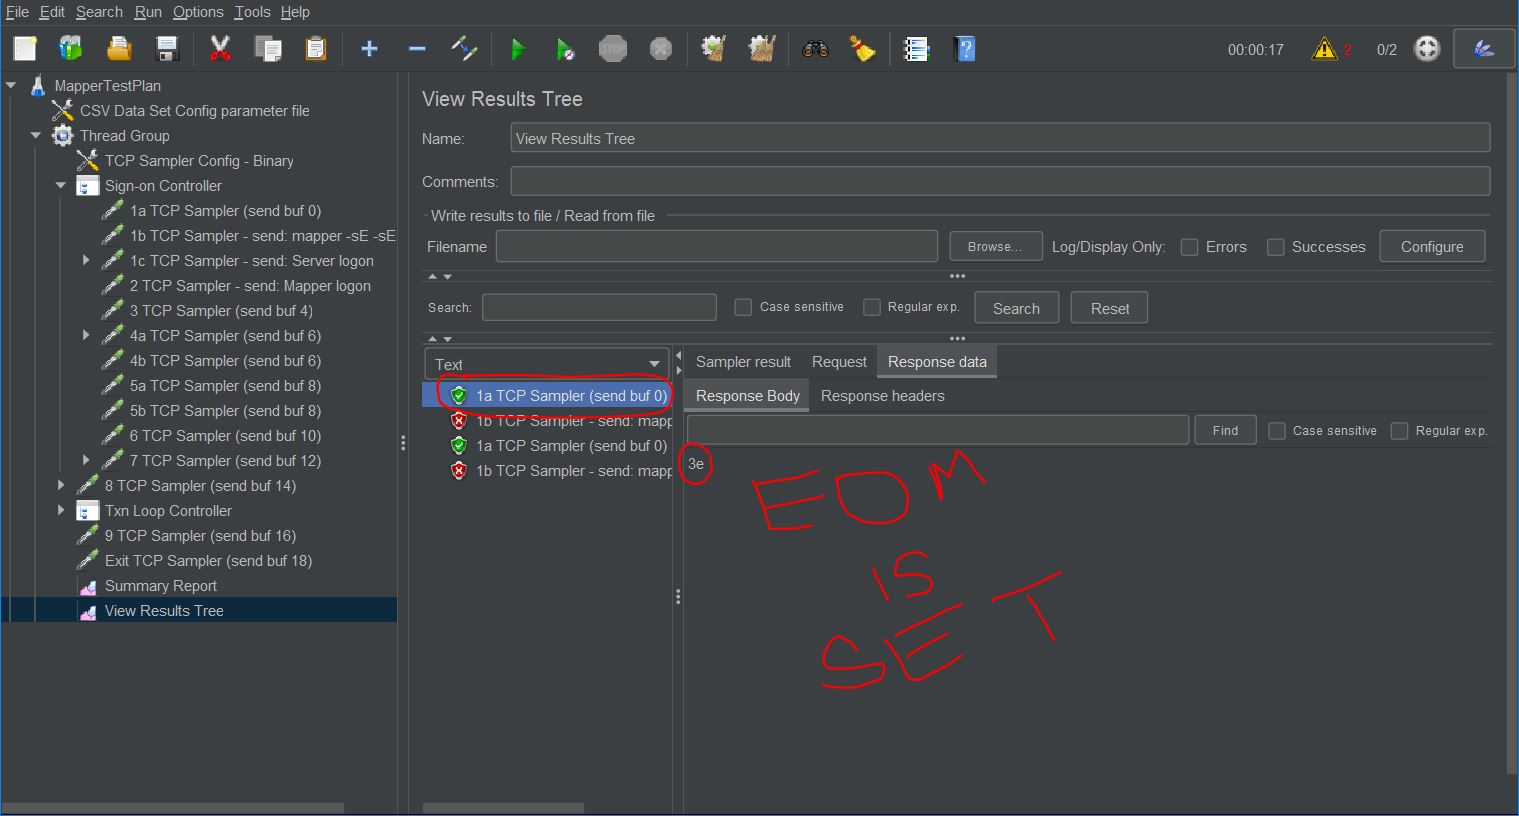 File Edit Search Run Options Tools Help
00:00:17 2 0/2
MapperTestPlan
CSV Data Set Config parameter file
Thread Group
TCP Sampler Config - Binary
Sign-on Controller
1a TCP Sampler (send buf 0)
1b TCP Sampler - send: mapper -sE -sE
1c TCP Sampler - send: Server logon
2 TCP Sampler - send: Mapper logon
3 TCP Sampler (send buf 4)
4a TCP Sampler (send buf 6)
4b TCP Sampler (send buf 6)
5a TCP Sampler (send buf 8)
5b TCP Sampler (send buf 8)
6 TCP Sampler (send buf 10)
7 TCP Sampler (send buf 12)
8 TCP Sampler (send buf 14)
Txn Loop Controller
9 TCP Sampler (send buf 16)
Exit TCP Sampler (send buf 18)
Summary Report
View Results Tree
View Results Tree
Name: View Results Tree
Comments:
Write results to file / Read from file
Filename Browse... Log/Display Only: Errors Successes Configure
Search: Case sensitive Regular exp. Search Reset
Text
1a TCP Sampler (send buf 0)
1b TCP Sampler - send: mapp
1a TCP Sampler (send buf 0)
1b TCP Sampler - send: mapp
Sampler result Request Response data
Response Body Response headers
Find Case sensitive Regular exp.
3e
EOM
IS
SET
STOP